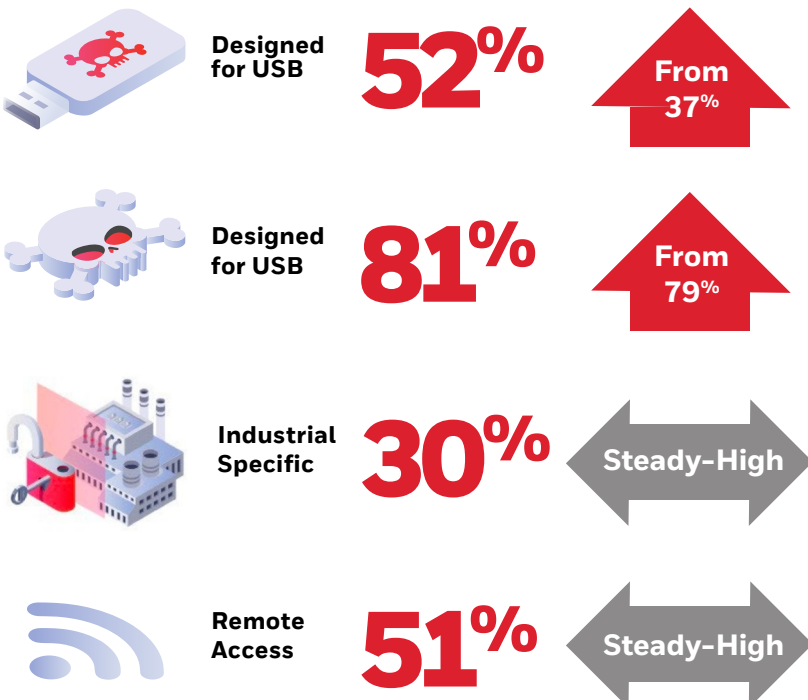 Designed
for USB
52%
From
37%
Designed
for USB
81%
From
79%
Industrial
Specific
30%
Steady-High
Remote
Access
51%
Steady-High